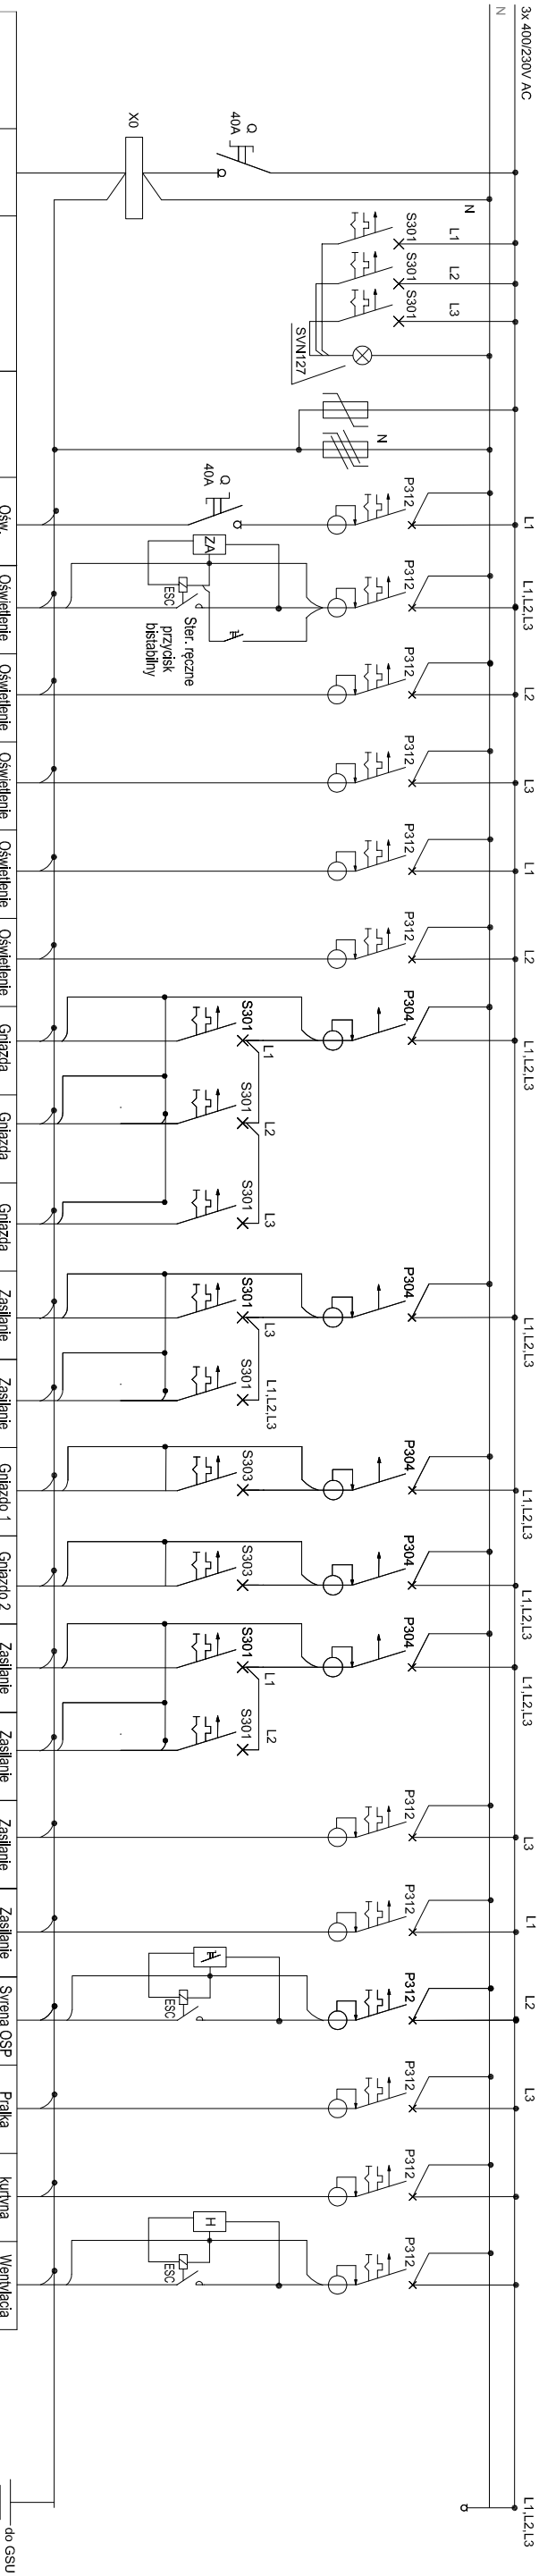 3x 400/230V AC
N
X0
Q
40A
N
L1
S301
L2
S301
L3
S301
SVN127
N
L1
P312
Q
40A
Ośw.
L1,L2,L3
P312
ZA
ESC
Ster. ręczne
przycisk
bistabilny
Oświetlenie
L2
P312
Oświetlenie
L3
P312
Oświetlenie
L1
P312
Oświetlenie
L2
P312
Oświetlenie
L1,L2,L3
P304
S301
L1
Gniazda
S301
L2
Gniazda
S301
L3
Gniazda
L1,L2,L3
P304
S301
L3
Zasilanie
S301
L1,L2,L3
Zasilanie
L1,L2,L3
P304
S303
Gniazdo 1
L1,L2,L3
P304
S303
Gniazdo 2
L1,L2,L3
P304
S301
L1
Zasilanie
S301
L2
Zasilanie
L3
P312
Zasilanie
L1
P312
Zasilanie
L2
P312
ESC
Syrena OSP
L3
P312
Pralka
P312
kurtyna
P312
H
ESC
Wentylacja
L1,L2,L3
do GSU